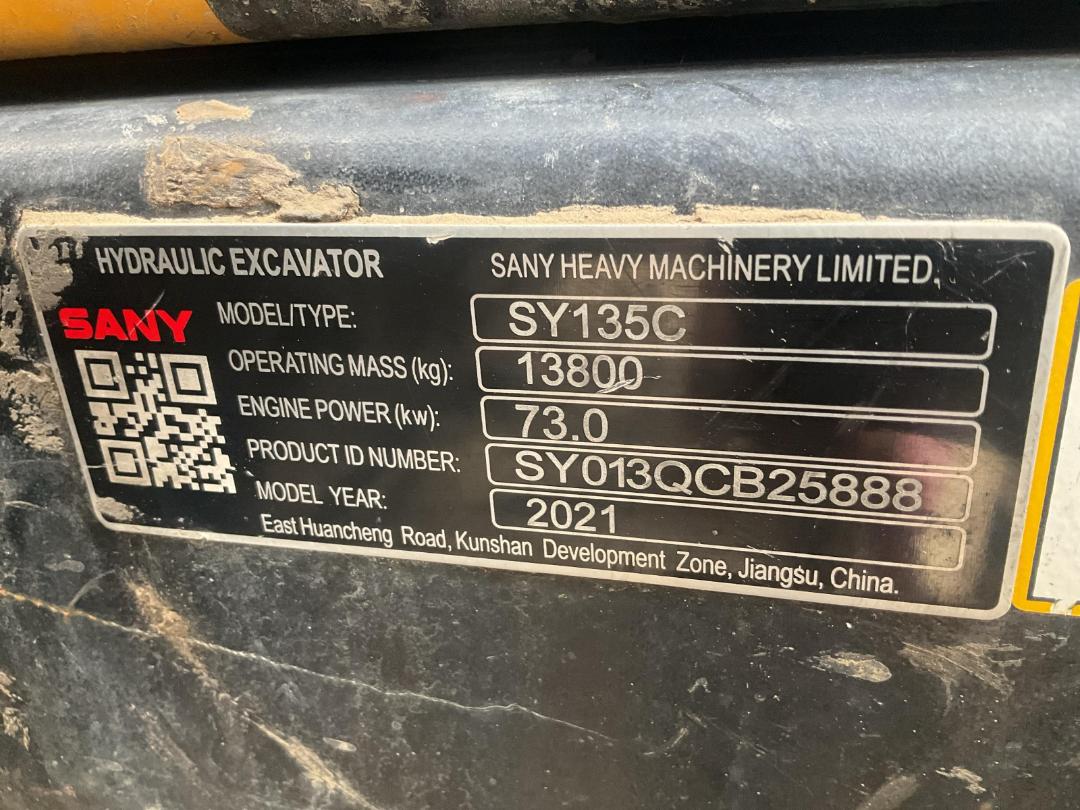 HYDRAULIC EXCAVATOR SANY HEAVY MACHINERY LIMITED.
SANY
MODEL/TYPE: SY135C
OPERATING MASS (kg): 13800
ENGINE POWER (kw): 73.0
PRODUCT ID NUMBER: SY013QCB25888
MODEL YEAR: 2021
East Huancheng Road, Kunshan Development Zone, Jiangsu, China.